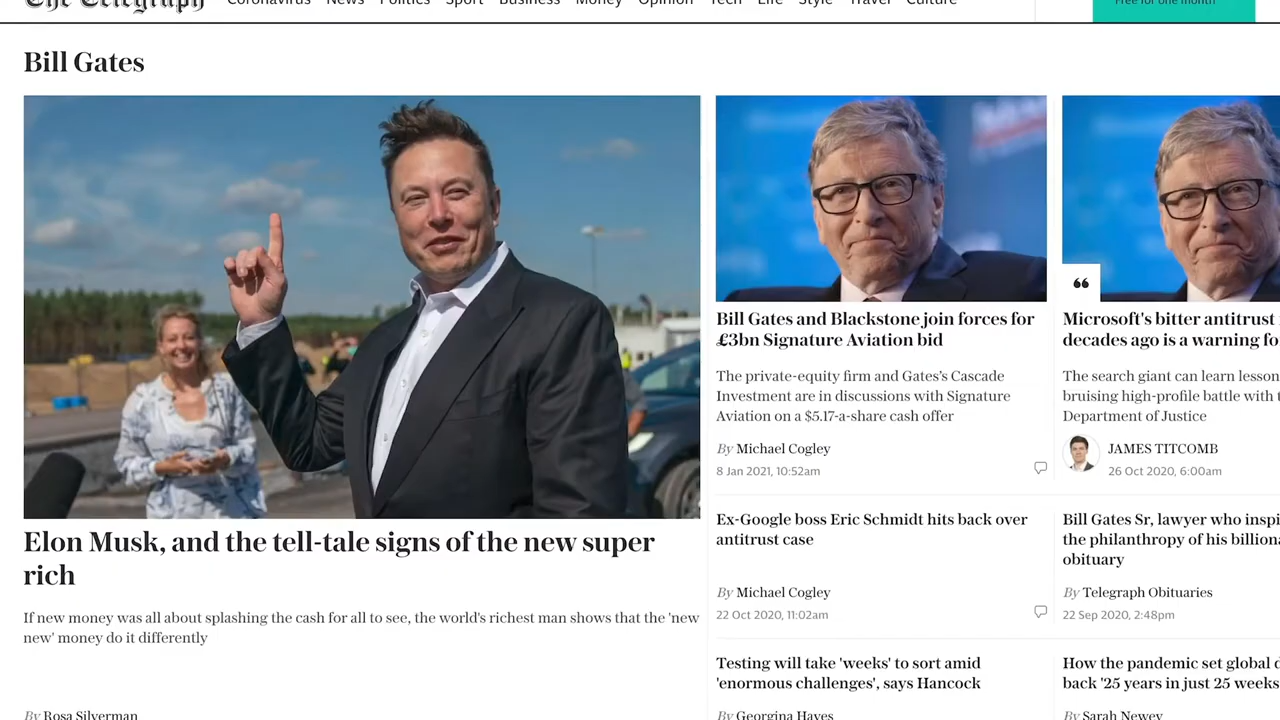 The Telegraph
Coronavirus News Politics Sport Business Money Opinion Tech Life Style Travel Culture
Free for one month
Bill Gates
Elon Musk, and the tell-tale signs of the new super
rich
If new money was all about splashing the cash for all to see, the world's richest man shows that the 'new
new' money do it differently
By Rosa Silverman
Bill Gates and Blackstone join forces for
£3bn Signature Aviation bid
The private-equity firm and Gates's Cascade
Investment are in discussions with Signature
Aviation on a $5.17-a-share cash offer
By Michael Cogley
8 Jan 2021, 10:52am
Ex-Google boss Eric Schmidt hits back over
antitrust case
By Michael Cogley
22 Oct 2020, 11:02am
Testing will take 'weeks' to sort amid
'enormous challenges', says Hancock
By Georgina Hayes
Microsoft's bitter antitrust
decades ago is a warning
The search giant can learn
bruising high-profile battle with
Department of Justice
JAMES TITCOMB
26 Oct 2020, 6:00am
Bill Gates Sr, lawyer who
the philanthropy of his
obituary
By Telegraph Obituaries
22 Sep 2020, 2:48pm
How the pandemic set global
back '25 years in just 25 weeks
By Sarah Newey